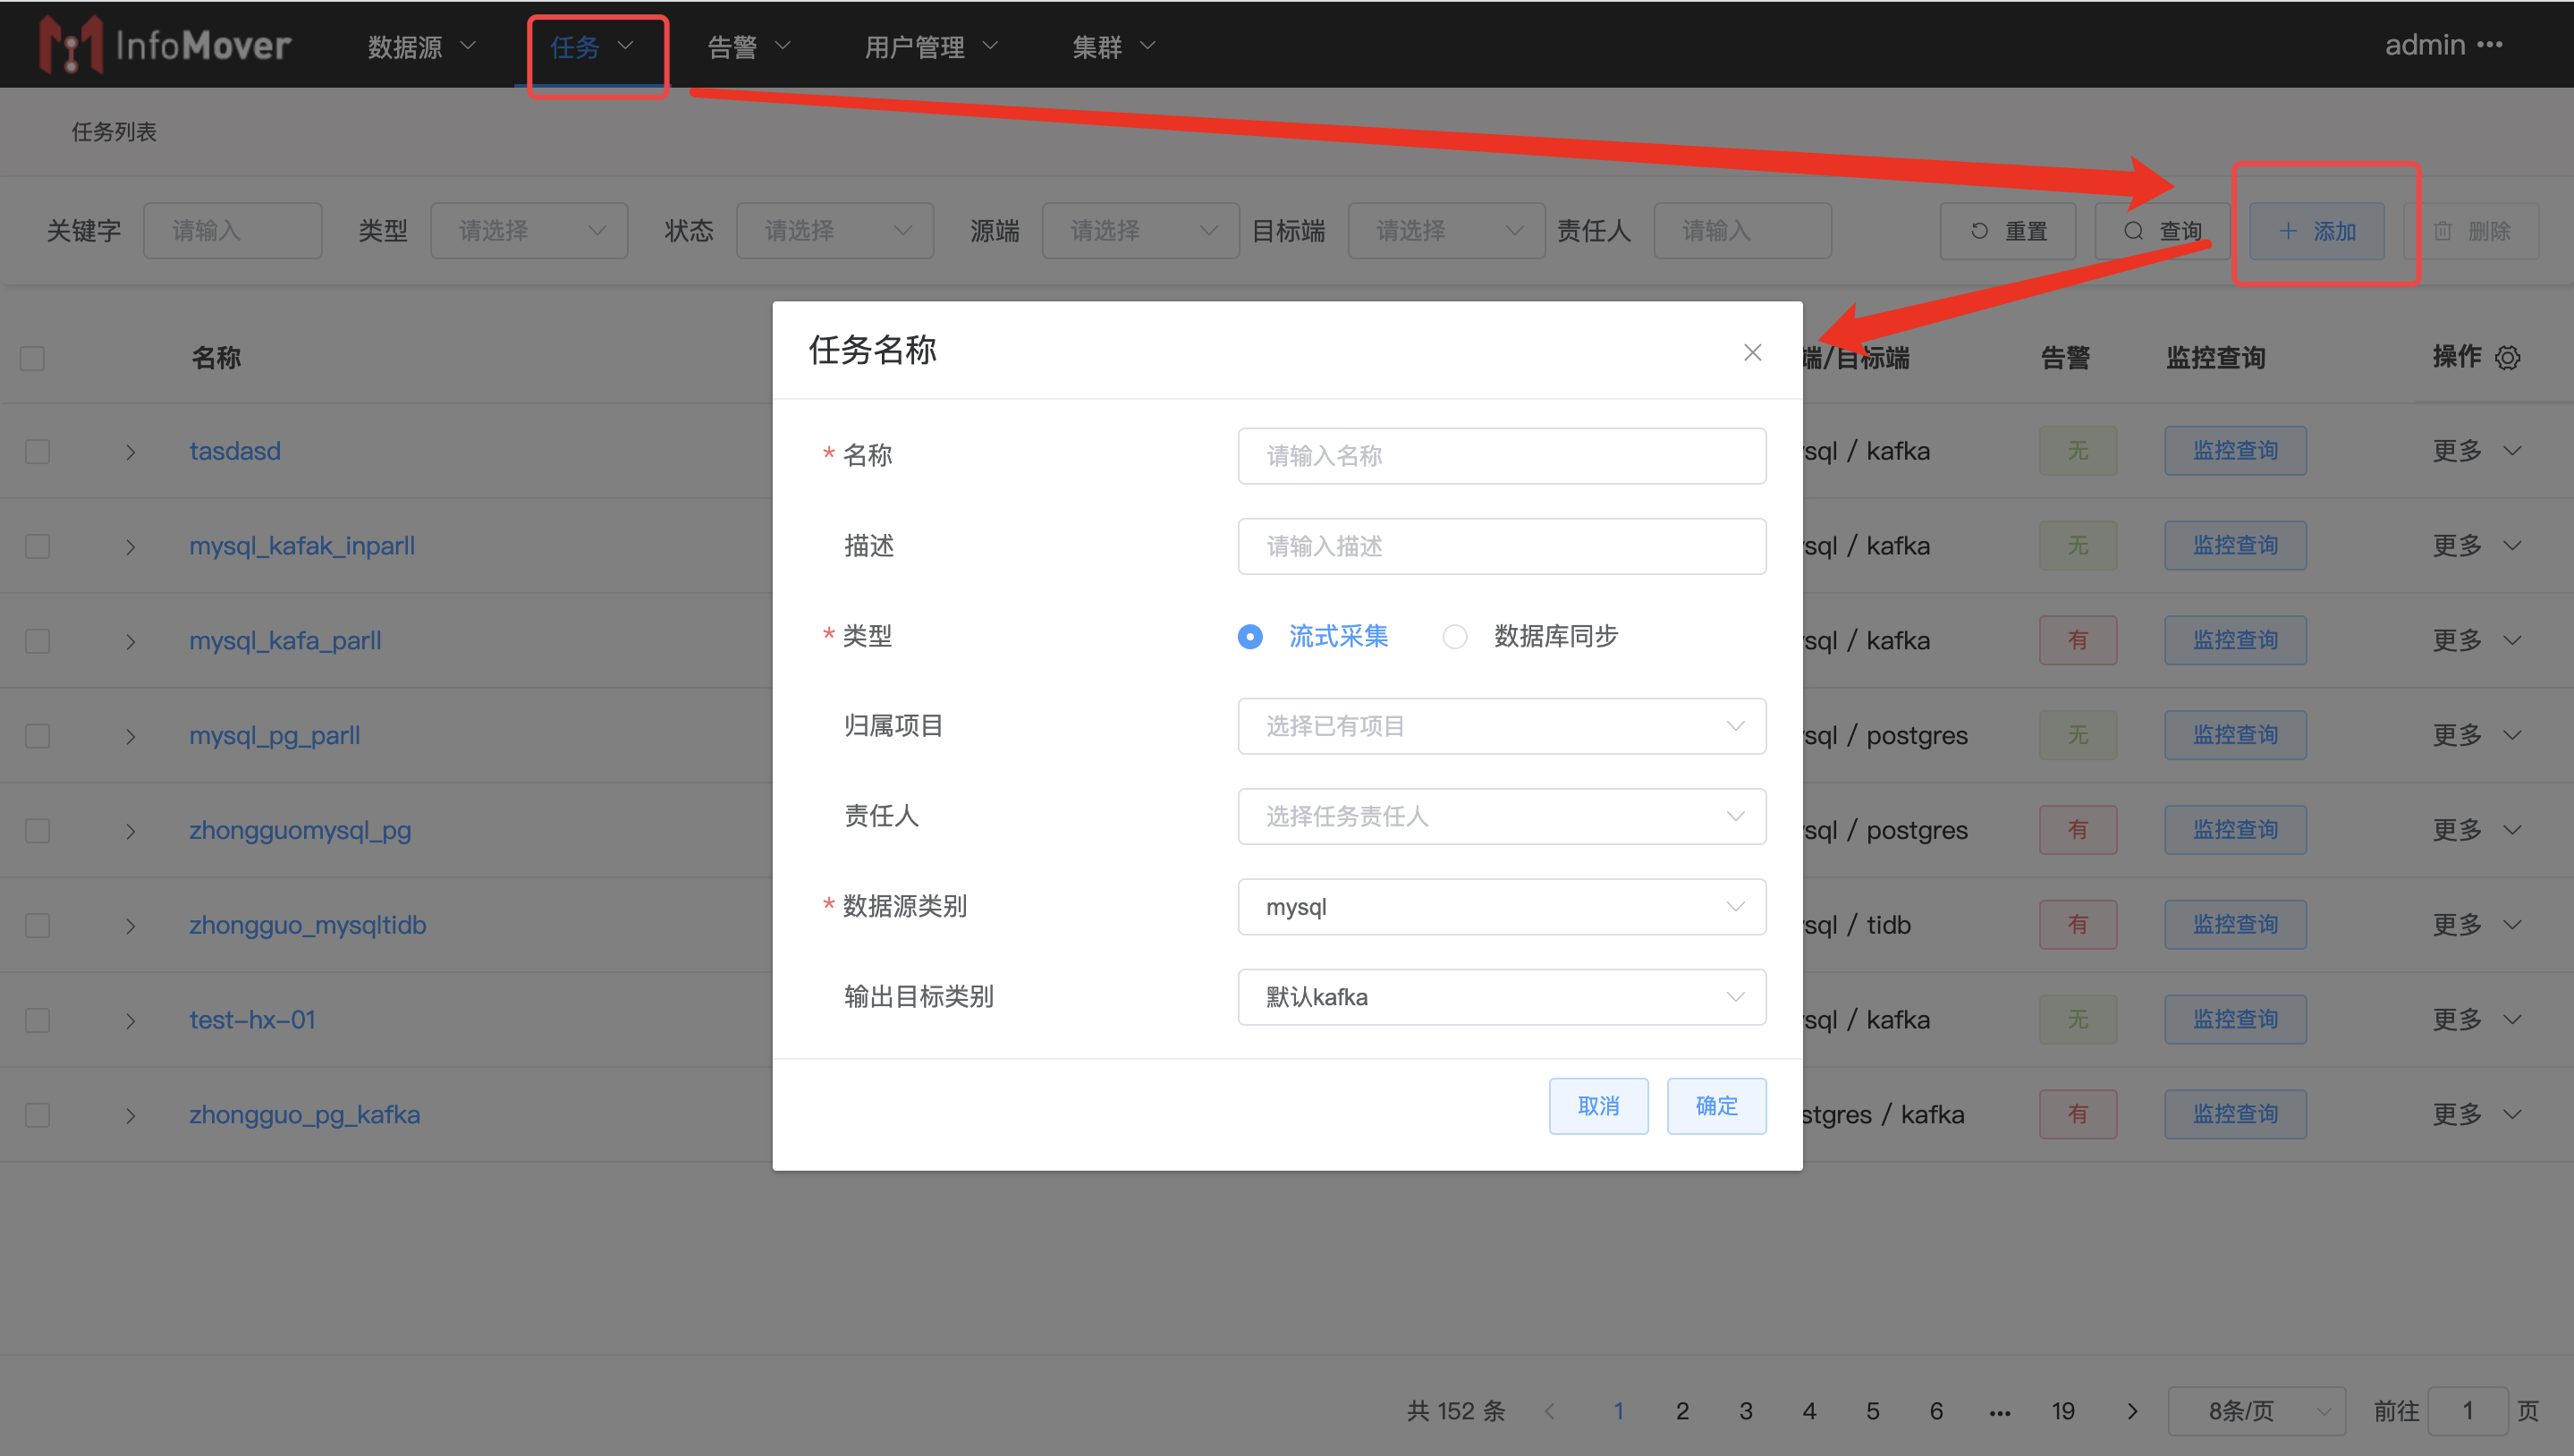 InfoMover 数据源 任务 告警 用户管理 集群 admin
任务列表
关键字 请输入 类型 请选择 状态 请选择 源端 请选择 目标端 请选择 责任人 请输入 重置 查询 添加 删除
名称 端/目标端 告警 监控查询 操作
tasdasd sql / kafka 无 监控查询 更多
mysql_kafak_inparll sql / kafka 无 监控查询 更多
mysql_kafa_parll sql / kafka 有 监控查询 更多
mysql_pg_parll sql / postgres 无 监控查询 更多
zhongguomysql_pg sql / postgres 有 监控查询 更多
zhongguo_mysqltidb sql / tidb 有 监控查询 更多
test-hx-01 sql / kafka 无 监控查询 更多
zhongguo_pg_kafka stgres / kafka 有 监控查询 更多
任务名称
* 名称 请输入名称
描述 请输入描述
* 类型 流式采集 数据库同步
归属项目 选择已有项目
责任人 选择任务责任人
* 数据源类别 mysql
输出目标类别 默认kafka
取消 确定
共 152 条 1 2 3 4 5 6 ••• 19 8条/页 前往 1 页